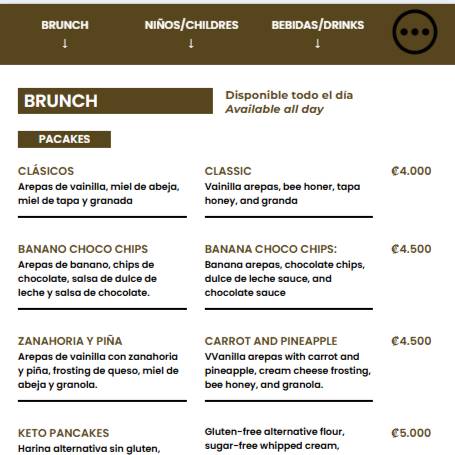 BRUNCH NIÑOS/CHILDRES BEBIDAS/DRINKS
↓ ↓ ↓
BRUNCH
Disponible todo el día
Available all day
PACAKES
CLÁSICOS
Arepas de vainilla, miel de abeja,
miel de tapa y granada
CLASSIC
Vainilla arepas, bee honer, tapa
honey, and granda
₡4.000
BANANO CHOCO CHIPS
Arepas de banano, chips de
chocolate, salsa de dulce de
leche y salsa de chocolate.
BANANA CHOCO CHIPS:
Banana arepas, chocolate chips,
dulce de leche sauce, and
chocolate sauce
₡4.500
ZANAHORIA Y PIÑA
Arepas de vainilla con zanahoria
y piña, frosting de queso, miel de
abeja y granola.
CARROT AND PINEAPPLE
VVanilla arepas with carrot and
pineapple, cream cheese frosting,
bee honey, and granola.
₡4.500
KETO PANCAKES
Harina alternativa sin gluten,
Gluten-free alternative flour,
sugar-free whipped cream,
₡5.000